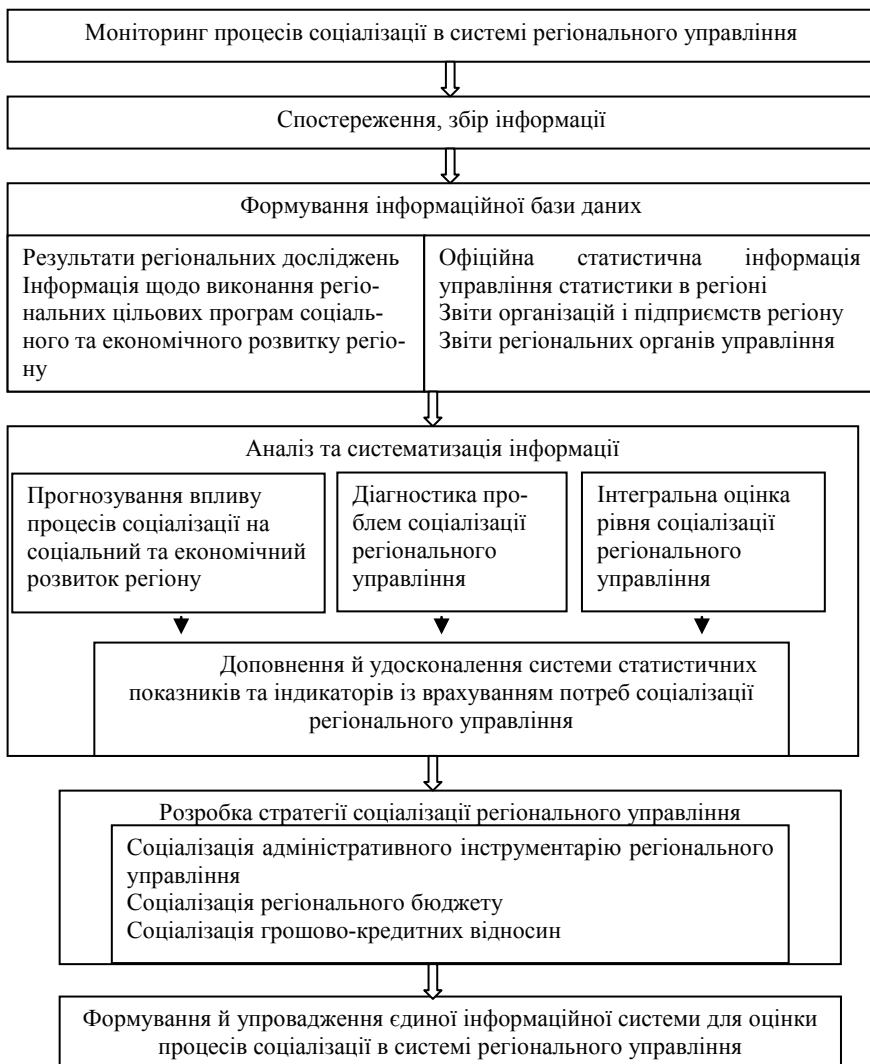 Моніторинг процесів соціалізації в системі регіонального управління
Спостереження, збір інформації
Формування інформаційної бази даних
Результати регіональних досліджень
Інформація щодо виконання регіо-
нальних цільових програм соціаль-
ного та економічного розвитку регіо-
ну
Офіційна статистична інформація
управління статистики в регіоні
Звіти організацій і підприємств регіону
Звіти регіональних органів управління
Аналіз та систематизація інформації
Прогнозування впливу
процесів соціалізації на
соціальний та економічний
розвиток регіону
Діагностика про-
блем соціалізації
регіонального
управління
Інтегральна оцінка
рівня соціалізації
регіонального
управління
Доповнення й удосконалення системи статистичних
показників та індикаторів із врахуванням потреб соціалізації
регіонального управління
Розробка стратегії соціалізації регіонального управління
Соціалізація адміністративного інструментарію регіонального
управління
Соціалізація регіонального бюджету
Соціалізація грошово-кредитних відносин
Формування й упровадження єдиної інформаційної системи для оцінки
процесів соціалізації в системі регіонального управління